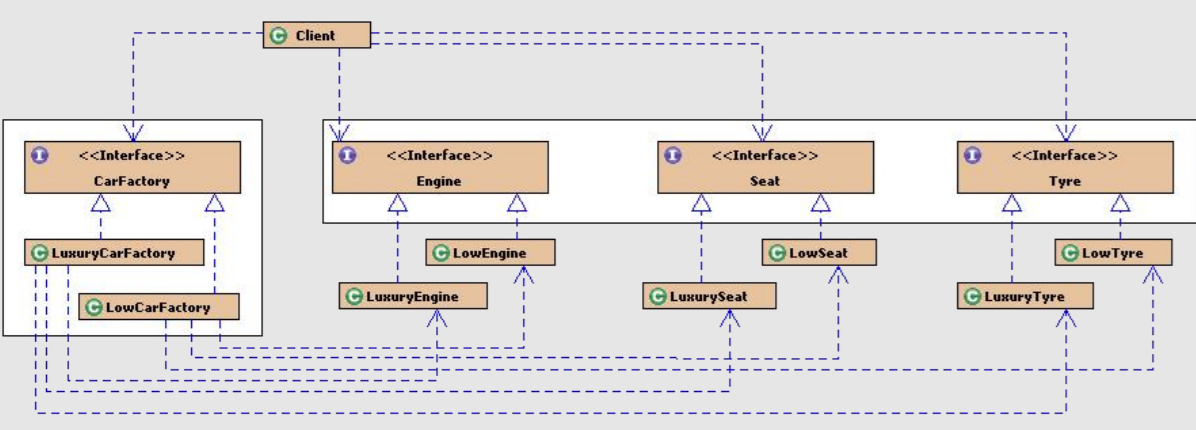 Client
I
<<Interface>>
CarFactory
I
<<Interface>>
Engine
I
<<Interface>>
Seat
I
<<Interface>>
Tyre
C LuxuryCarFactory
C LowEngine
C LowSeat
C LowTyre
C LuxuryEngine
C LuxurySeat
C LuxuryTyre
C LowCarFactory